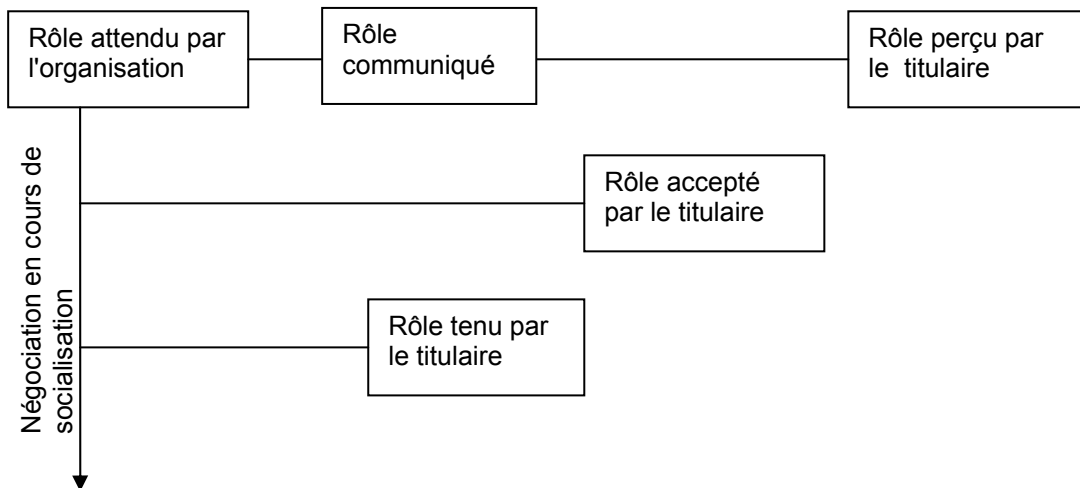 Rôle attendu par
l'organisation
Rôle
communiqué
Rôle perçu par
le titulaire
Rôle accepté
par le titulaire
Rôle tenu par
le titulaire
Négociation en cours de
socialisation